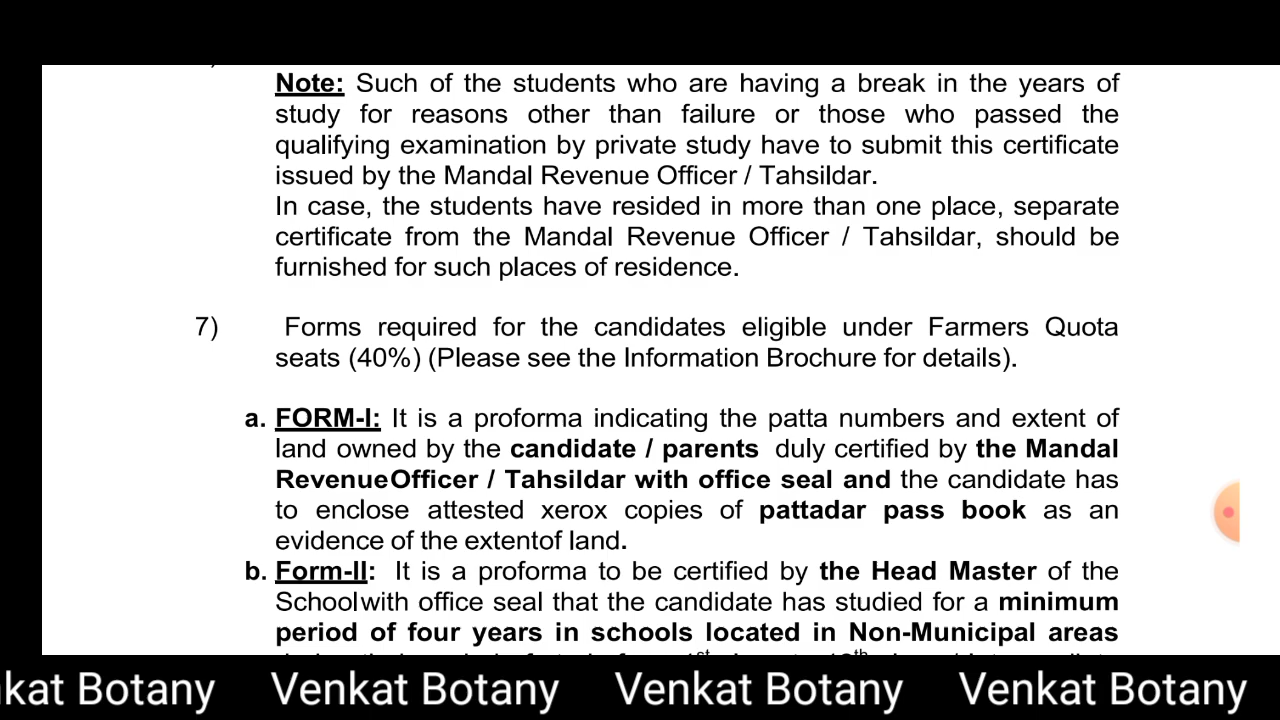 Note: Such of the students who are having a break in the years of
study for reasons other than failure or those who passed the
qualifying examination by private study have to submit this certificate
issued by the Mandal Revenue Officer / Tahsildar.
In case, the students have resided in more than one place, separate
certificate from the Mandal Revenue Officer / Tahsildar, should be
furnished for such places of residence.
7) Forms required for the candidates eligible under Farmers Quota
seats (40%) (Please see the Information Brochure for details).
a. FORM-I: It is a proforma indicating the patta numbers and extent of
land owned by the candidate / parents duly certified by the Mandal
RevenueOfficer / Tahsildar with office seal and the candidate has
to enclose attested xerox copies of pattadar pass book as an
evidence of the extentof land.
b. Form-II: It is a proforma to be certified by the Head Master of the
Schoolwith office seal that the candidate has studied for a minimum
period of four years in schools located in Non-Municipal areas
kat Botany Venkat Botany Venkat Botany Venkat Botany